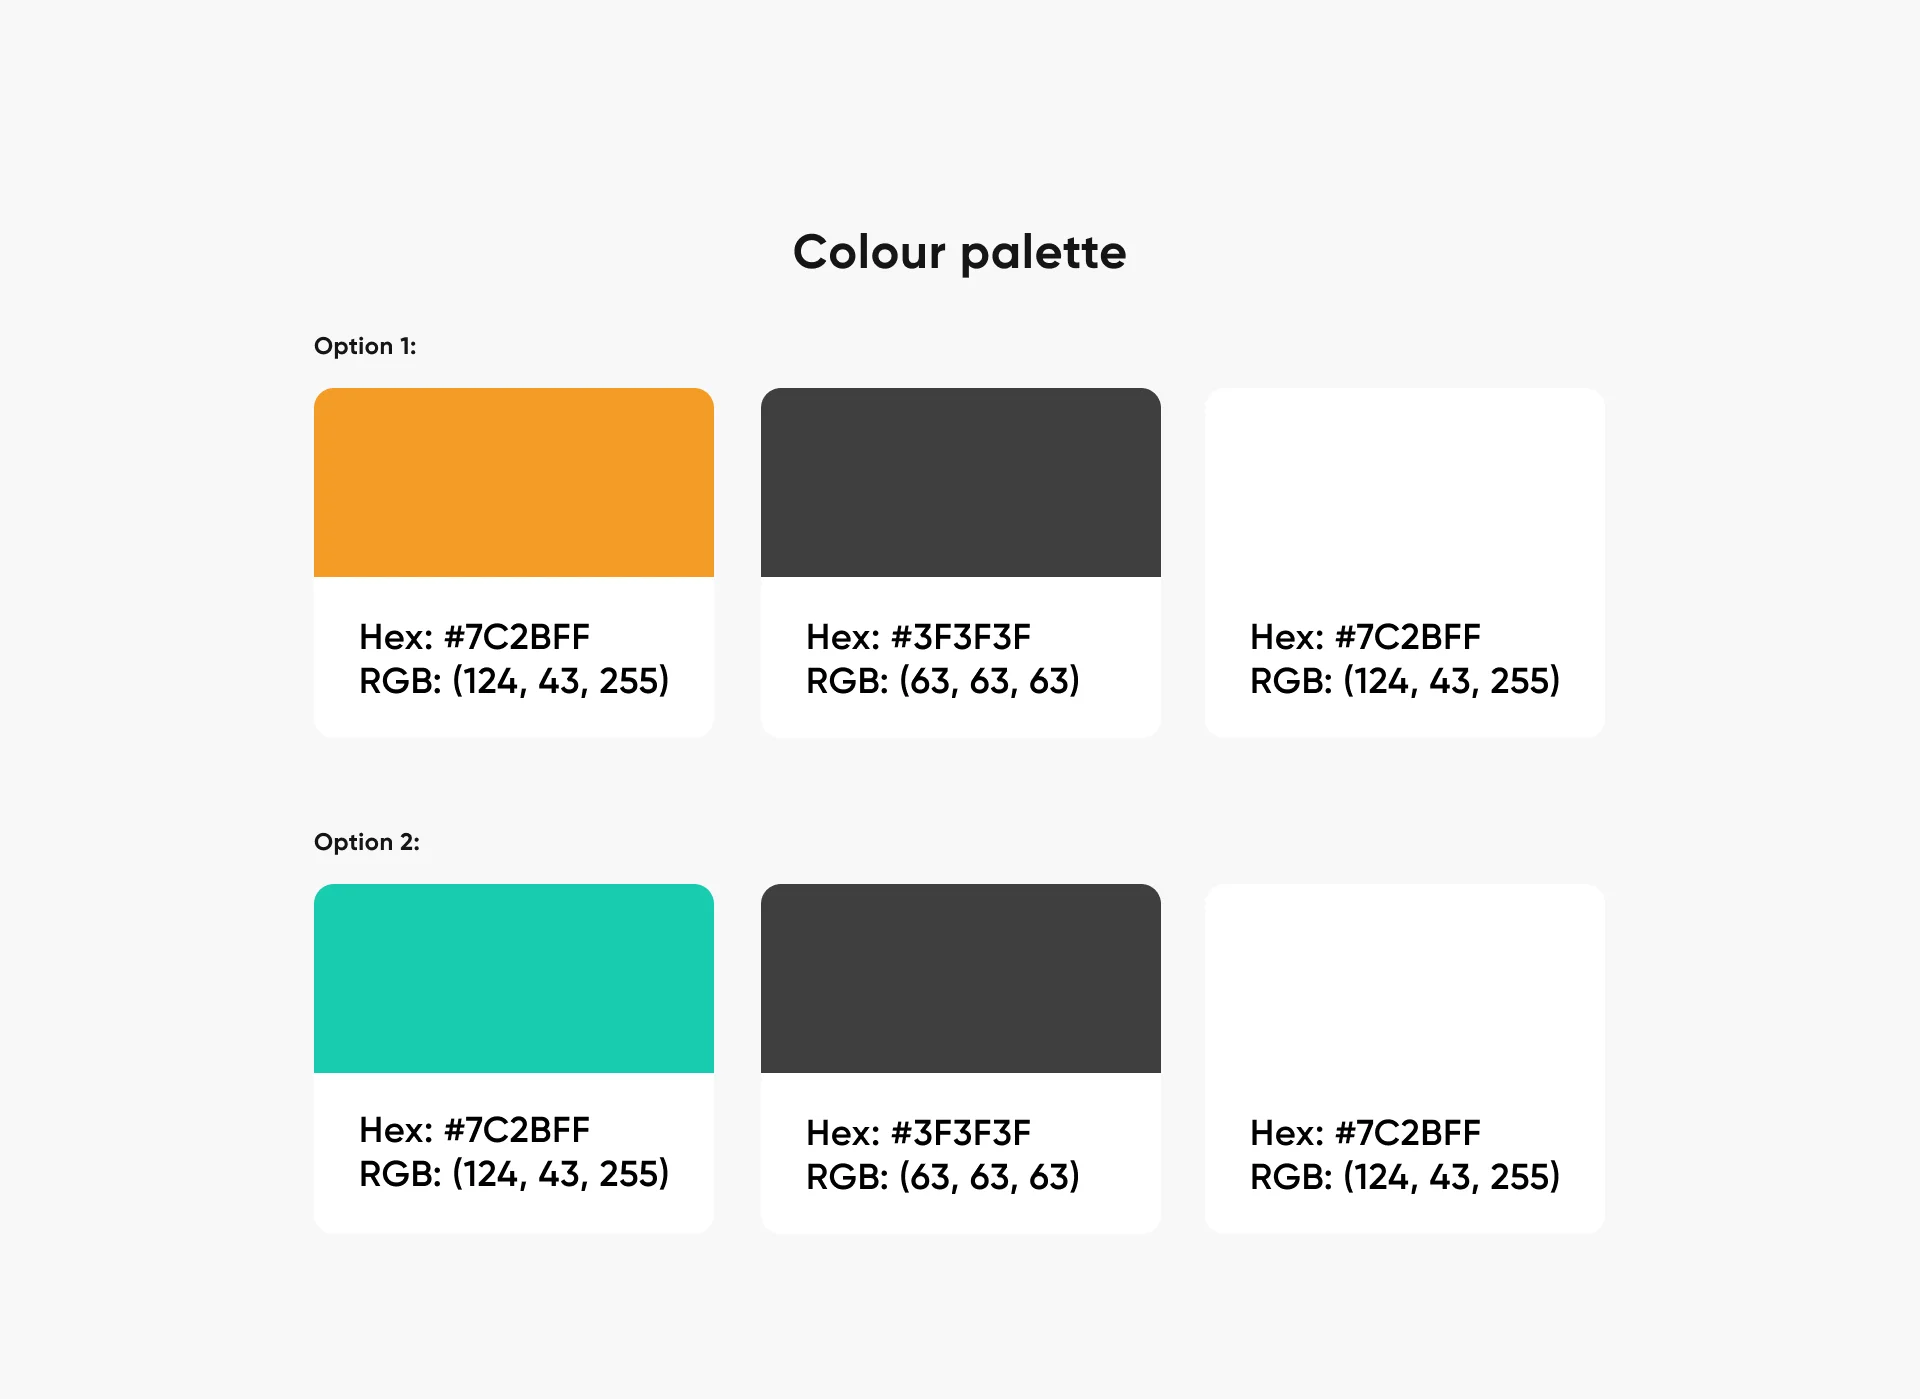 Colour palette
Option 1:
Hex: #7C2BFF
RGB: (124, 43, 255)
Hex: #3F3F3F
RGB: (63, 63, 63)
Hex: #7C2BFF
RGB: (124, 43, 255)
Option 2:
Hex: #7C2BFF
RGB: (124, 43, 255)
Hex: #3F3F3F
RGB: (63, 63, 63)
Hex: #7C2BFF
RGB: (124, 43, 255)